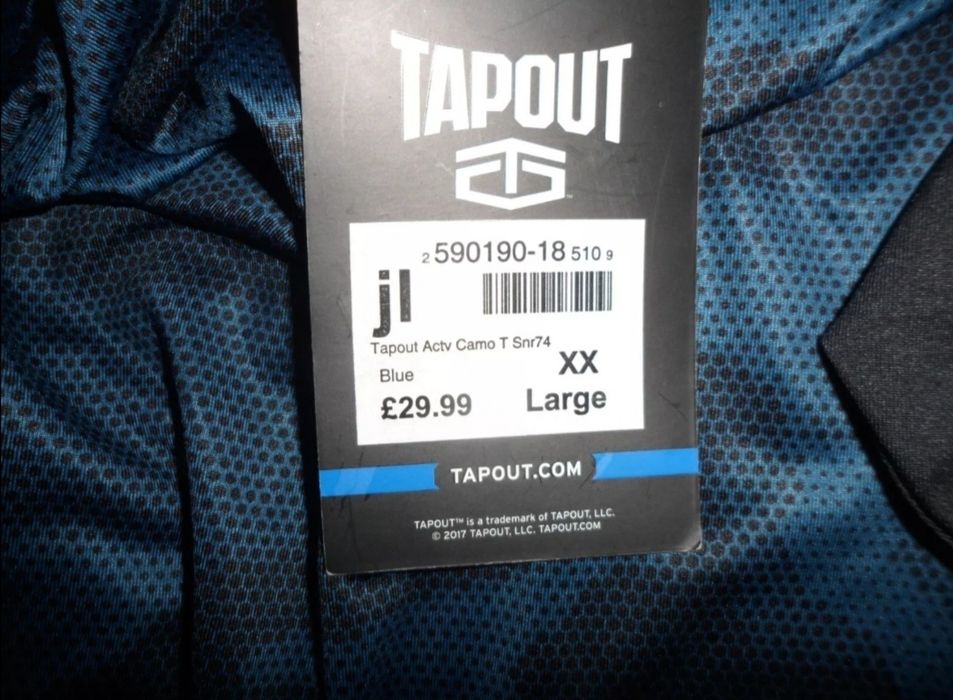 TAPOUT
2 590190-18 510 9
jl
Tapout Actv Camo T Snr74
XX
Blue
£29.99 Large
TAPOUT.COM
TAPOUT™ is a trademark of TAPOUT, LLC.
© 2017 TAPOUT, LLC. TAPOUT.COM